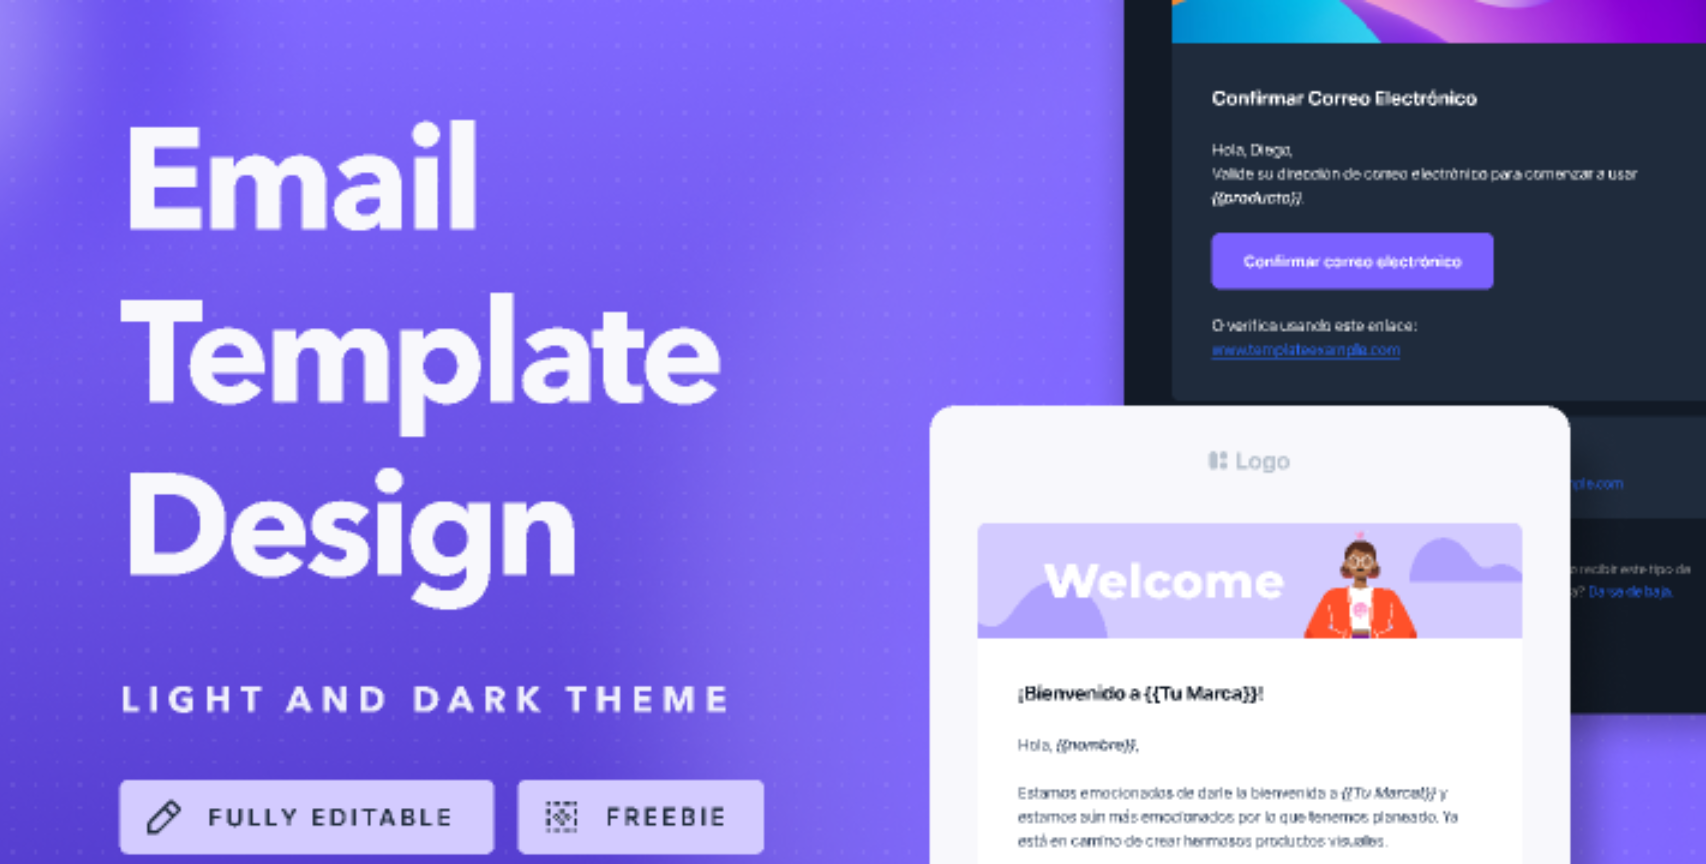 Email
Template
Design
LIGHT AND DARK THEME
FULLY EDITABLE
FREEBIE
Confirmar Correo Electrónico
Hola, Diego,
Valide su dirección de correo electrónico para comenzar a usar
{{producto}}.
Confirmar correo electrónico
O verifica usando este enlace:
www.templateexample.com
ple.com
recibir este tipo de
a? Darse de baja.
Logo
Welcome
¡Bienvenido a {{Tu Marca}}!
Hola, {{nombre}},
Estamos emocionados de darle la bienvenida a {{Tu Marca}} y
estamos aún más emocionados por lo que tenemos planeado. Ya
está en camino de crear hermosos productos visuales.